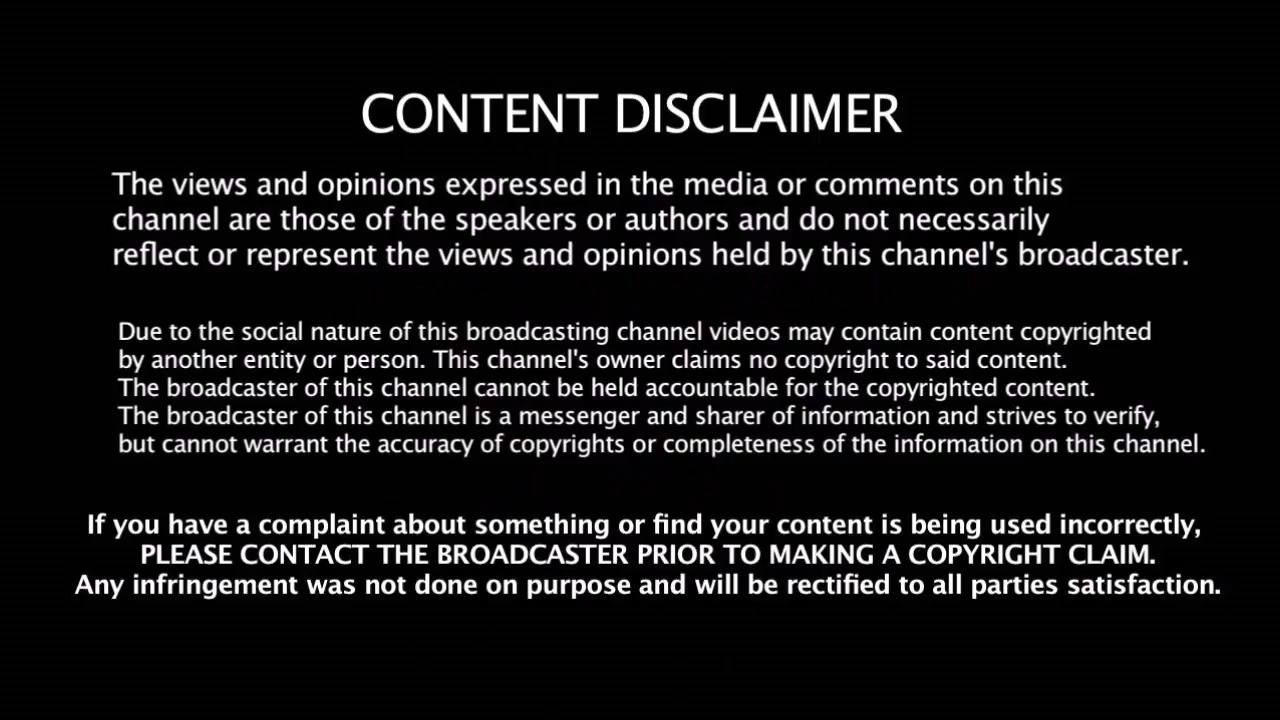 CONTENT DISCLAIMER
The views and opinions expressed in the media or comments on this
channel are those of the speakers or authors and do not necessarily
reflect or represent the views and opinions held by this channel's broadcaster.
Due to the social nature of this broadcasting channel videos may contain content copyrighted
by another entity or person. This channel's owner claims no copyright to said content.
The broadcaster of this channel cannot be held accountable for the copyrighted content.
The broadcaster of this channel is a messenger and sharer of information and strives to verify,
but cannot warrant the accuracy of copyrights or completeness of the information on this channel.
If you have a complaint about something or find your content is being used incorrectly,
PLEASE CONTACT THE BROADCASTER PRIOR TO MAKING A COPYRIGHT CLAIM.
Any infringement was not done on purpose and will be rectified to all parties satisfaction.